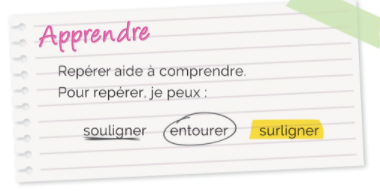 Apprendre
Repérer aide à comprendre.
Pour repérer, je peux :
souligner entourer surligner